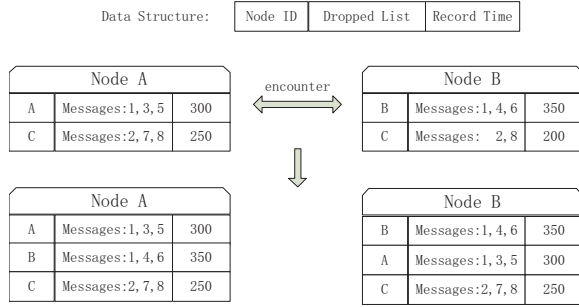 Data Structure: Node ID Dropped List Record Time
Node A
A Messages:1,3,5 300
C Messages:2,7,8 250
encounter
Node B
B Messages:1,4,6 350
C Messages: 2,8 200
Node A
A Messages:1,3,5 300
B Messages:1,4,6 350
C Messages:2,7,8 250
Node B
B Messages:1,4,6 350
A Messages:1,3,5 300
C Messages:2,7,8 250